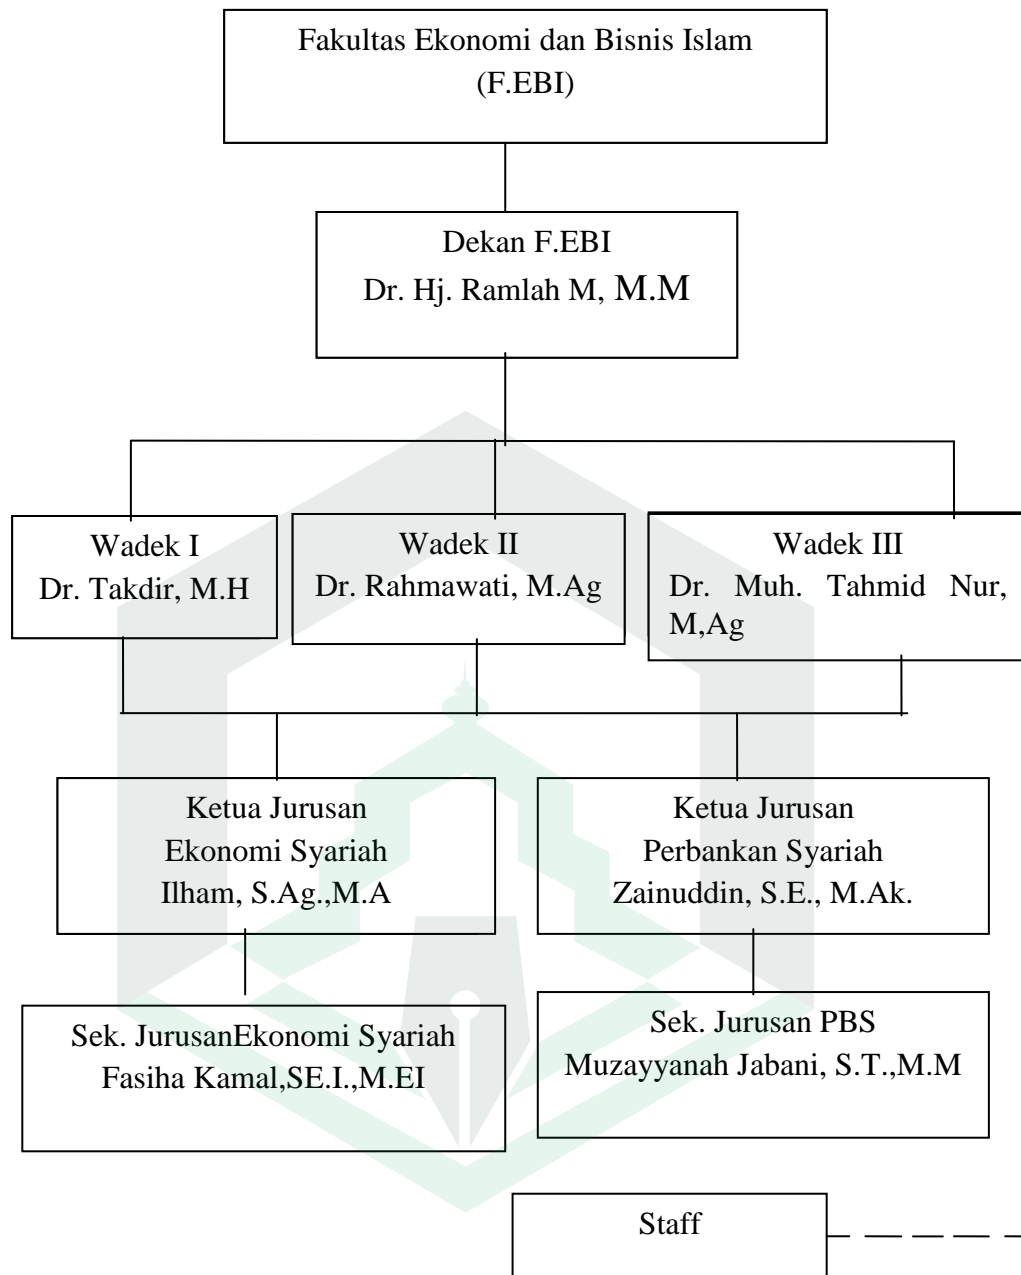 Fakultas Ekonomi dan Bisnis Islam
(F.EBI)
Dekan F.EBI
Dr. Hj. Ramlah M, M.M
Wadek I
Dr. Takdir, M.H
Wadek II
Dr. Rahmawati, M.Ag
Wadek III
Dr. Muh. Tahmid Nur,
M,Ag
Ketua Jurusan
Ekonomi Syariah
Ilham, S.Ag.,M.A
Ketua Jurusan
Perbankan Syariah
Zainuddin, S.E., M.Ak.
Sek. JurusanEkonomi Syariah
Fasiha Kamal,SE.I.,M.EI
Sek. Jurusan PBS
Muzayyanah Jabani, S.T.,M.M
Staff